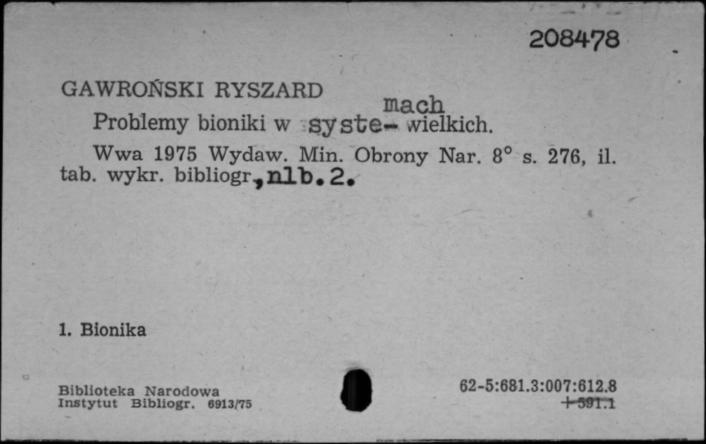 208478
GAWROŃSKI RYSZARD
mach
Problemy bioniki w syste- wielkich.
Wwa 1975 Wydaw. Min. Obrony Nar. 8° s. 276, il.
tab. wykr. bibliogr., nlb. 2.
1. Bionika
Biblioteka Narodowa
Instytut Bibliogr. 6913/75
62-5:681.3:007:612.8
+591.1